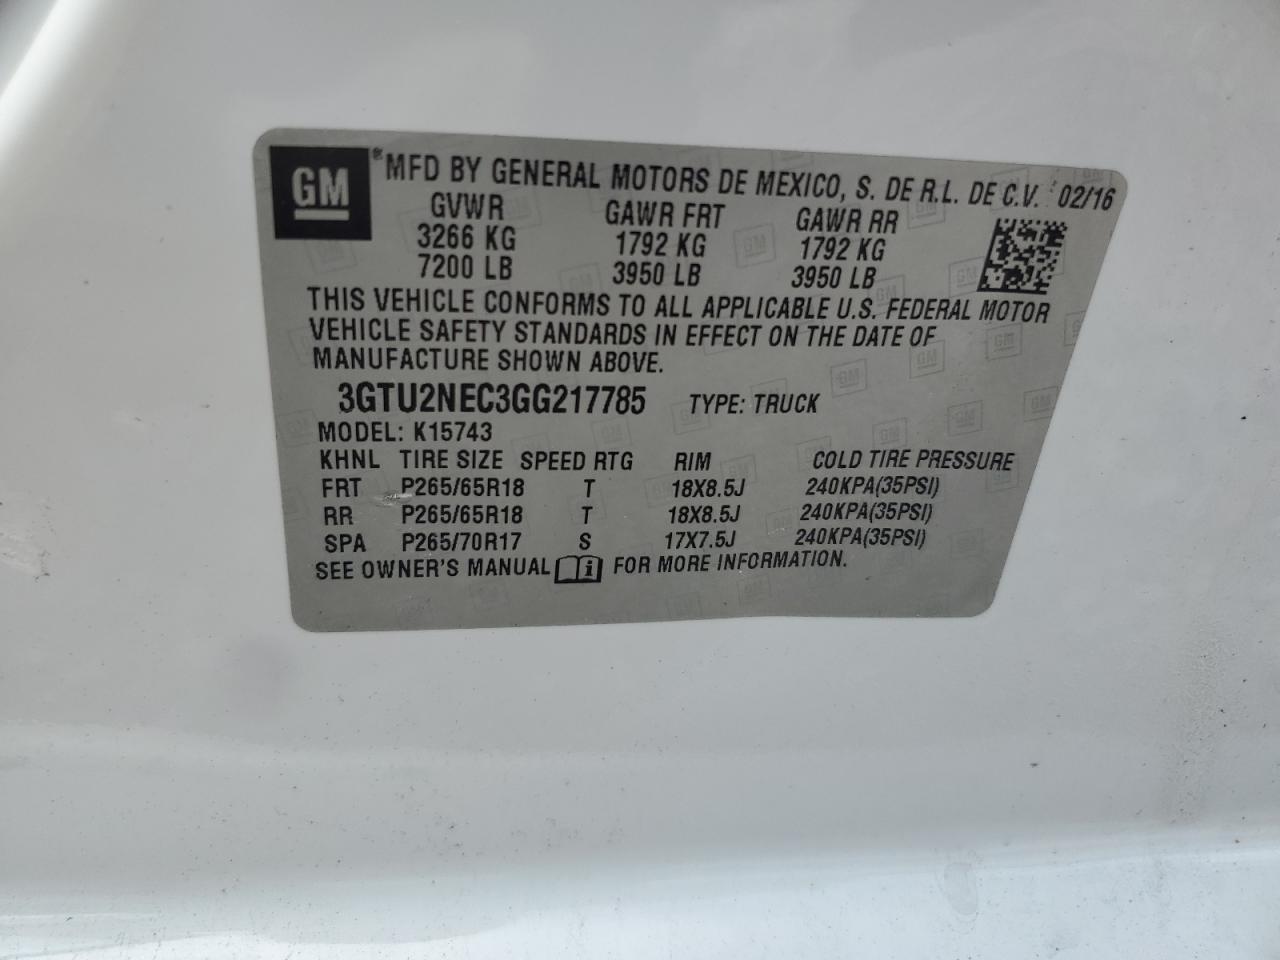 GM ® MFD BY GENERAL MOTORS DE MEXICO, S. DE R.L. DE C.V. 02/16
GVWR GAWR FRT GAWR RR
3266 KG 1792 KG 1792 KG
7200 LB 3950 LB 3950 LB
THIS VEHICLE CONFORMS TO ALL APPLICABLE U.S. FEDERAL MOTOR
VEHICLE SAFETY STANDARDS IN EFFECT ON THE DATE OF
MANUFACTURE SHOWN ABOVE.
3GTU2NEC3GG217785 TYPE: TRUCK
MODEL: K15743
KHNL TIRE SIZE SPEED RTG RIM COLD TIRE PRESSURE
FRT P265/65R18 T 18X8.5J 240KPA(35PSI)
RR P265/65R18 T 18X8.5J 240KPA(35PSI)
SPA P265/70R17 S 17X7.5J 240KPA(35PSI)
SEE OWNER'S MANUAL i FOR MORE INFORMATION.